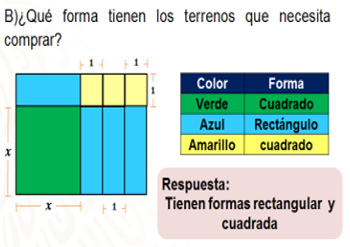 B)¿Qué forma tienen los terrenos que necesita
comprar?
1 1
1
x
x 1
Color Forma
Verde Cuadrado
Azul Rectángulo
Amarillo cuadrado
Respuesta:
Tienen formas rectangular y
cuadrada